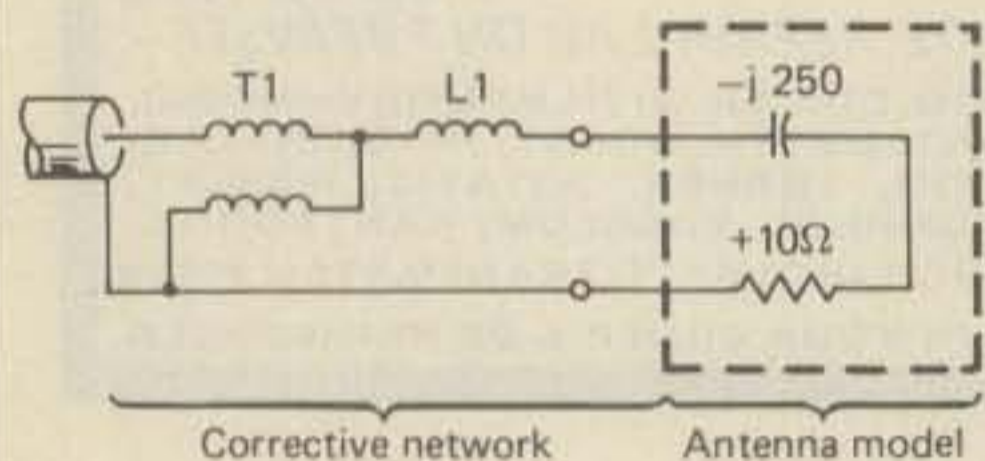 T1
L1
–j 250
+10Ω
Corrective network
Antenna model